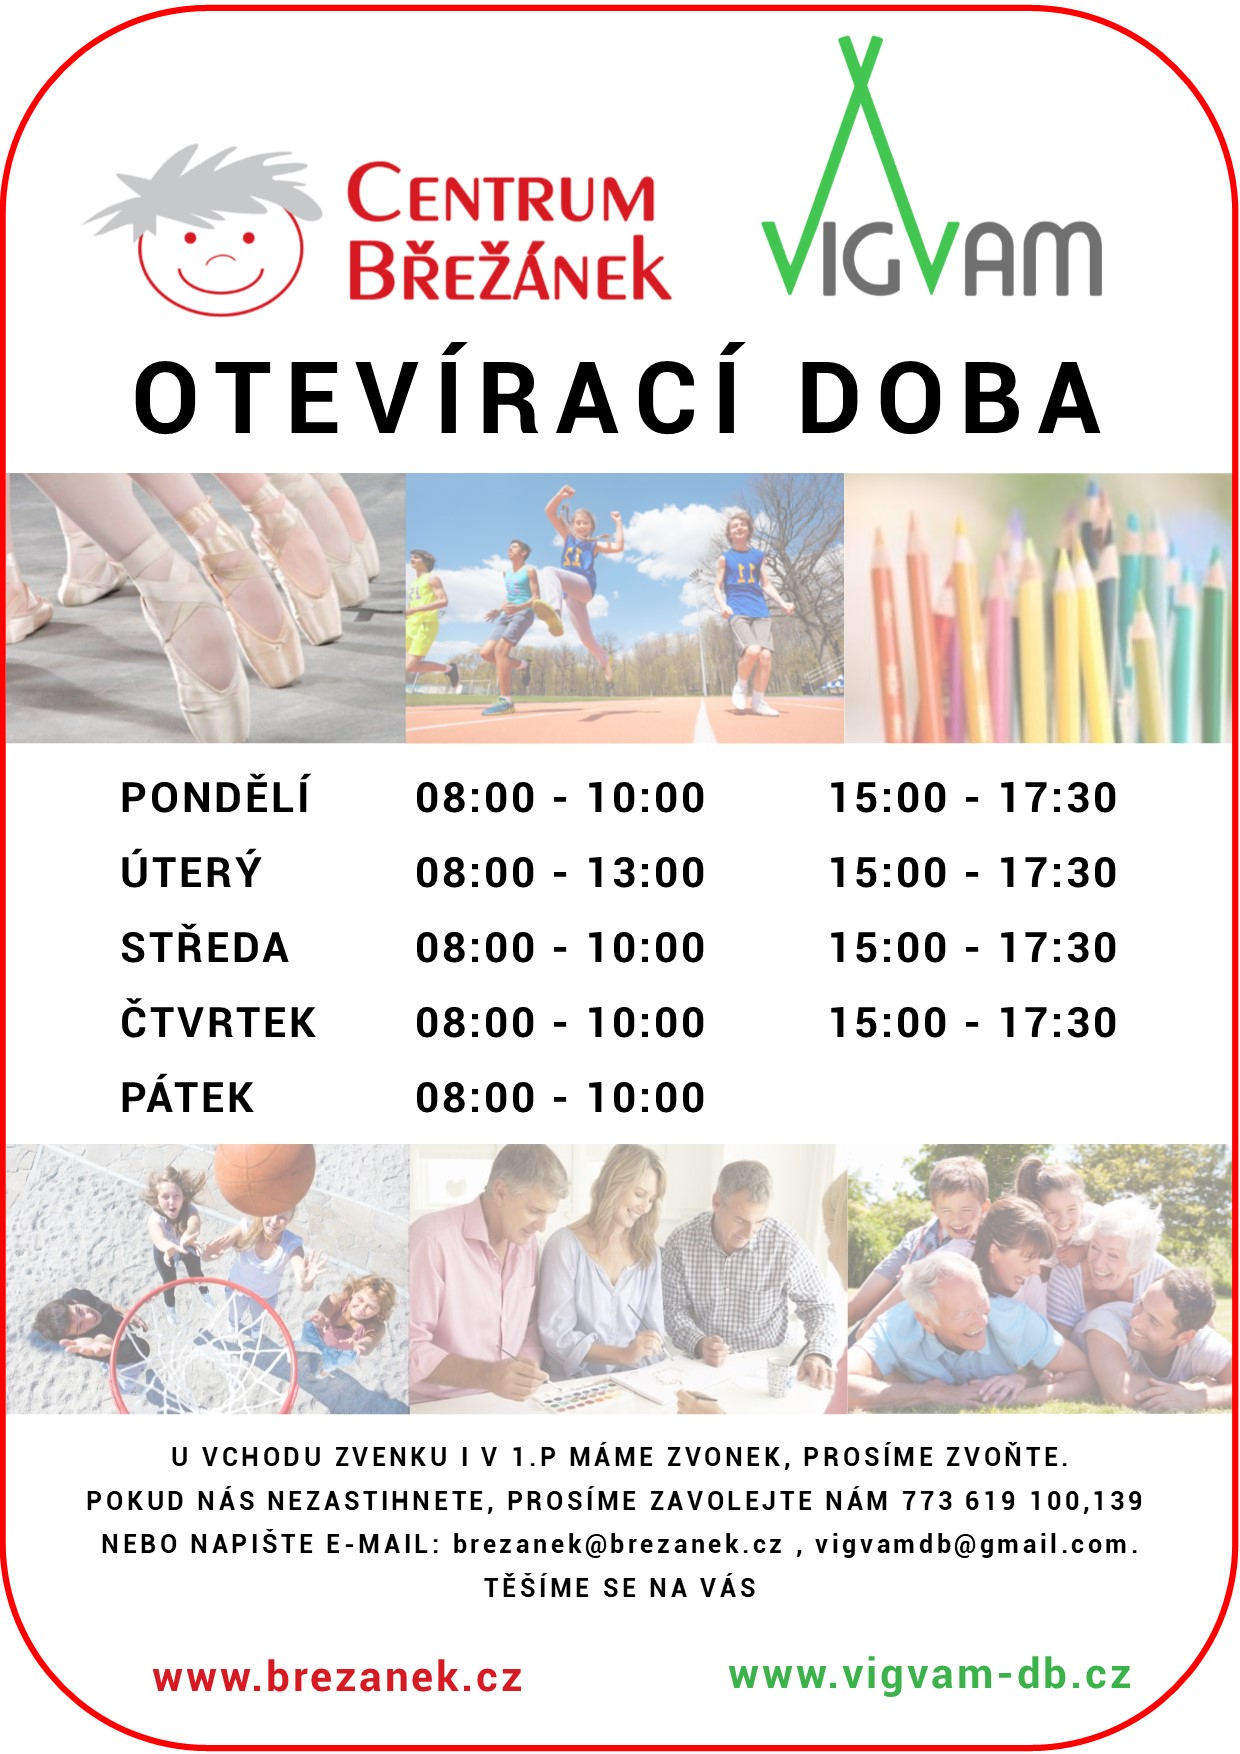 CENTRUM
BŘEŽÁNEK
VIGVAM
OTEVÍRACÍ DOBA
PONDĚLÍ 08:00 - 10:00 15:00 - 17:30
ÚTERÝ 08:00 - 13:00 15:00 - 17:30
STŘEDA 08:00 - 10:00 15:00 - 17:30
ČTVRTEK 08:00 - 10:00 15:00 - 17:30
PÁTEK 08:00 - 10:00
U VCHODU ZVENKU I V 1.P MÁME ZVONEK, PROSÍME ZVOŇTE.
POKUD NÁS NEZASTIHNETE, PROSÍME ZAVOLEJTE NÁM 773 619 100,139
NEBO NAPIŠTE E-MAIL: brezanek@brezanek.cz , vigvamdb@gmail.com.
TĚŠÍME SE NA VÁS
www.brezanek.cz www.vigvam-db.cz